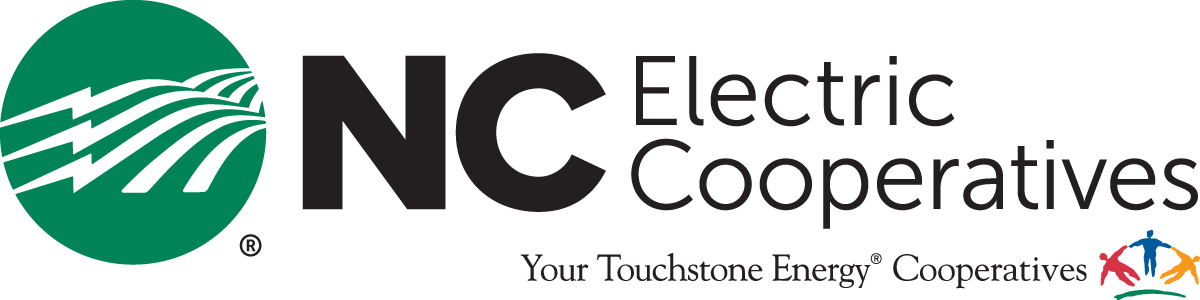 NC Electric
Cooperatives
®
Your Touchstone Energy® Cooperatives